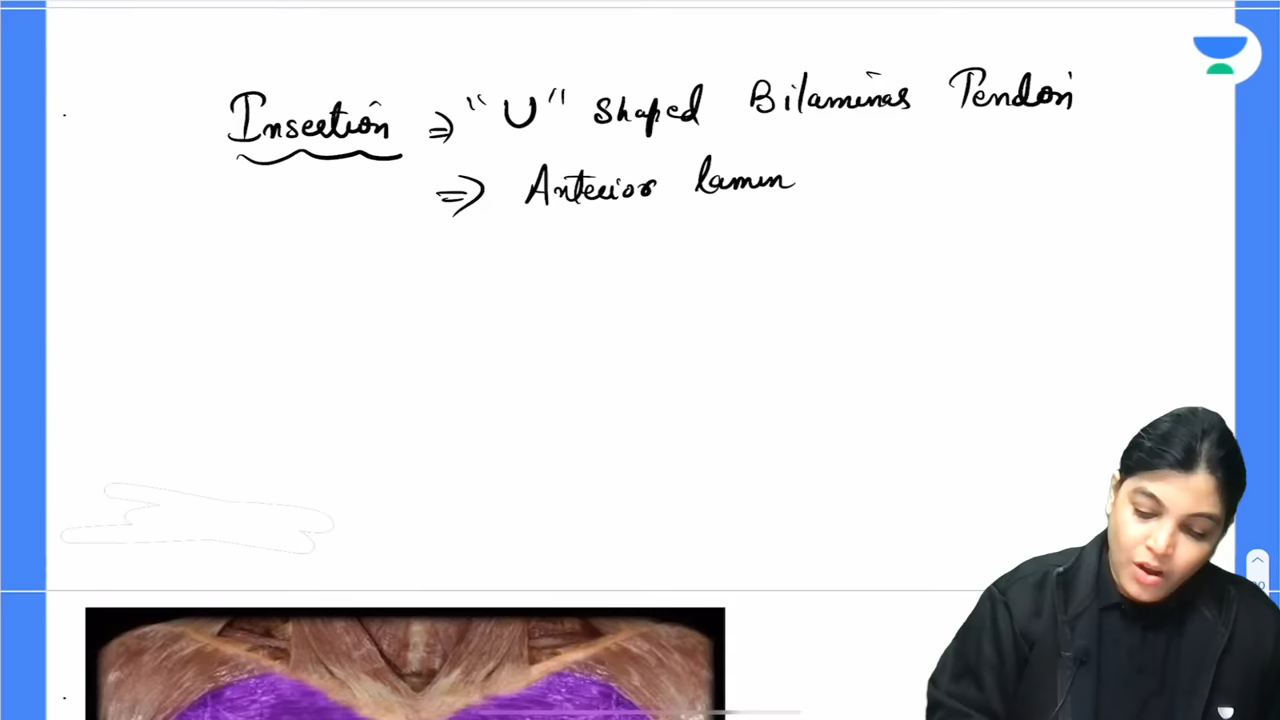 Insertion ⇒ "U" Shaped Bilaminar Tendon
⇒ Anterior lamin